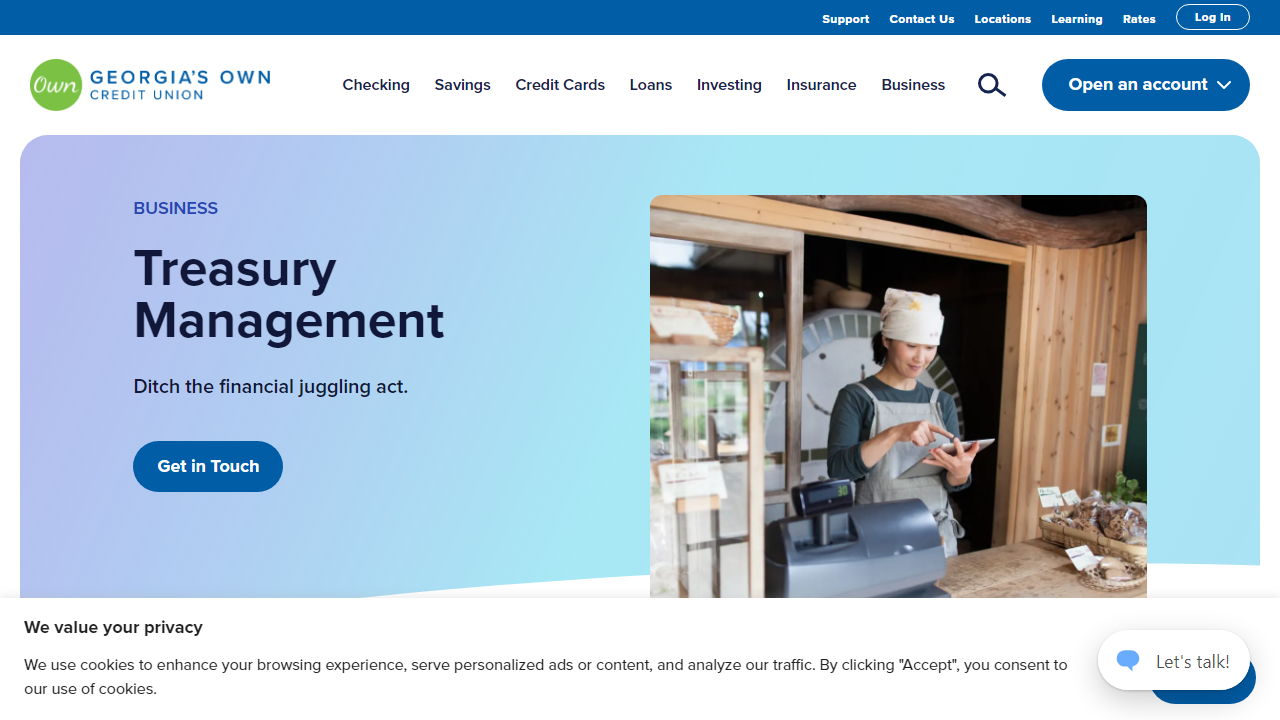 Support Contact Us Locations Learning Rates Log In
Own GEORGIA'S OWN
CREDIT UNION
Checking Savings Credit Cards Loans Investing Insurance Business Open an account
BUSINESS
Treasury
Management
Ditch the financial juggling act.
Get in Touch
We value your privacy
We use cookies to enhance your browsing experience, serve personalized ads or content, and analyze our traffic. By clicking "Accept", you consent to
our use of cookies.
Let's talk!